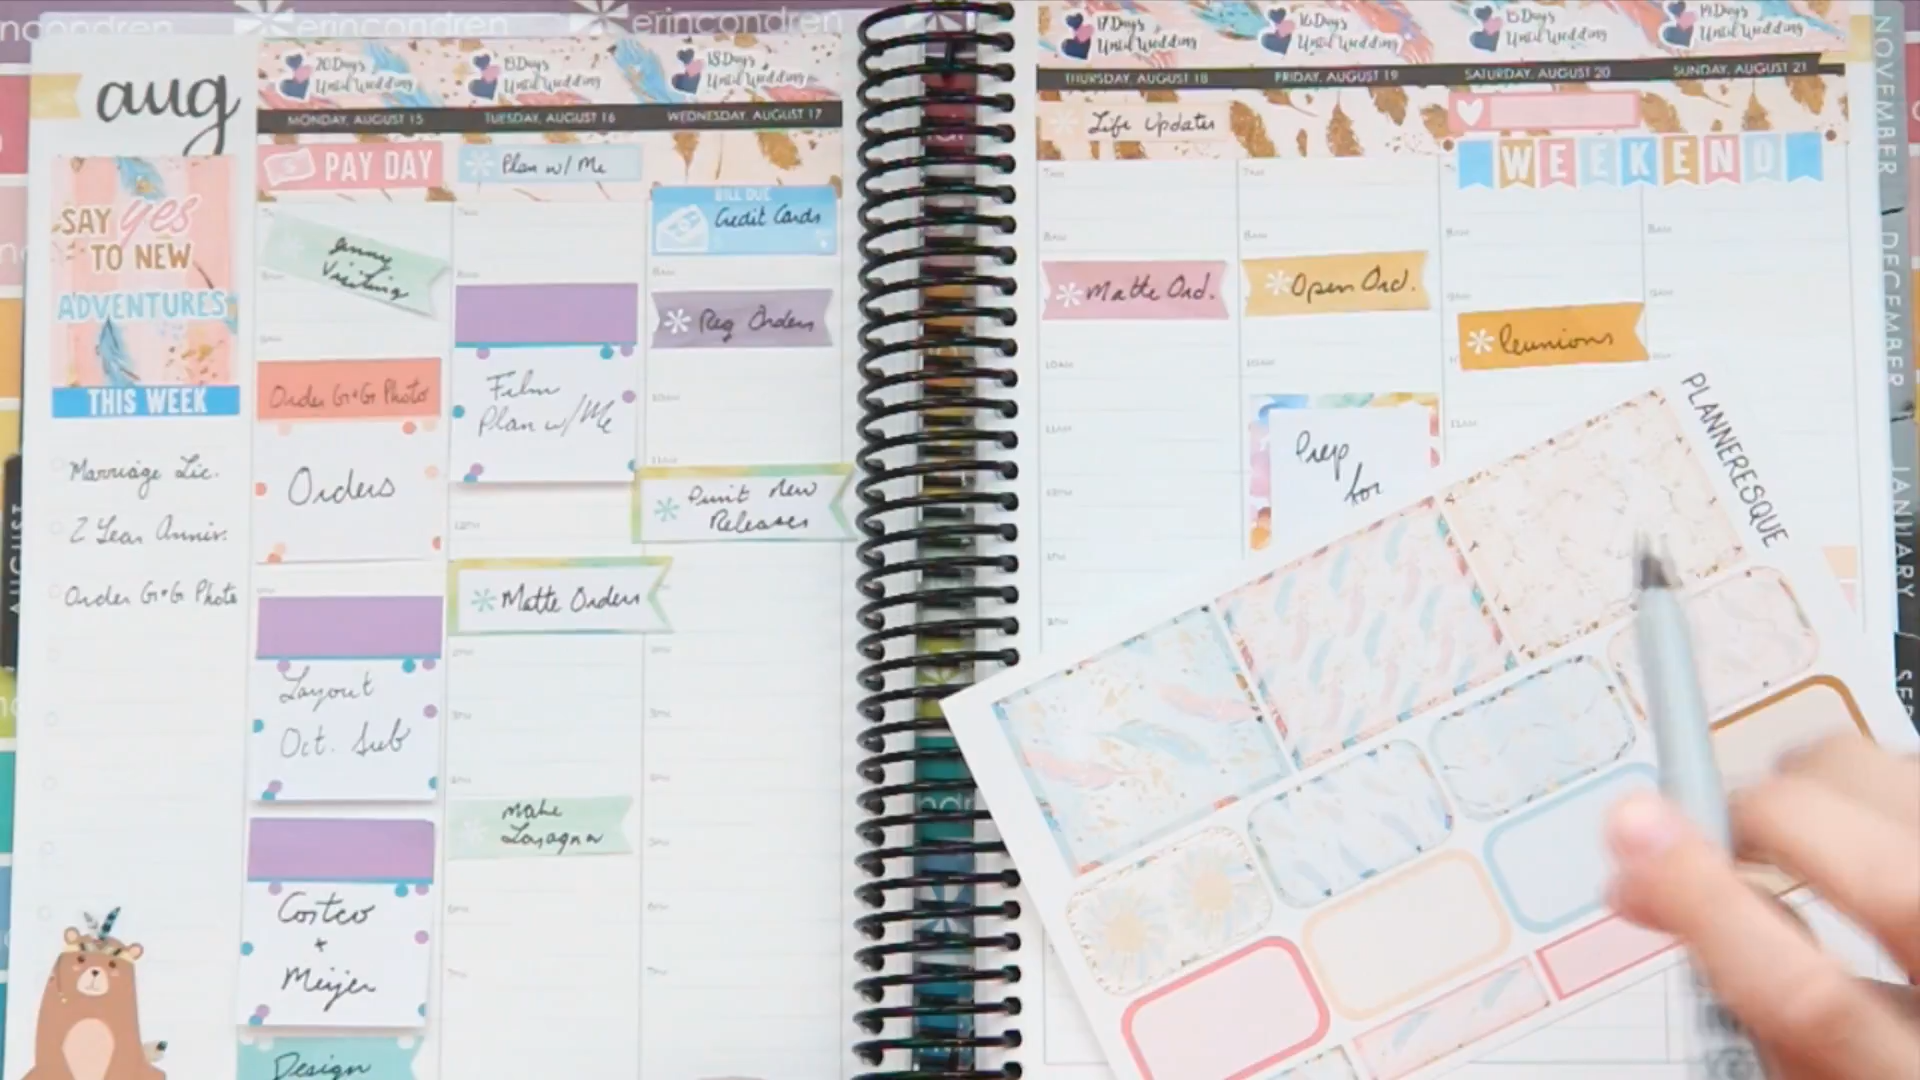 erincondren
erincondren
aug
20 Days
Until Wedding
19 Days
Until Wedding
18 Days
Until Wedding
MONDAY, AUGUST 15
TUESDAY, AUGUST 16
WEDNESDAY, AUGUST 17
PAY DAY
Plan w/ Me
BILL DUE
Credit Cards
SAY yes
TO NEW
ADVENTURES
THIS WEEK
Marriage Lic.
2 Year Anniv.
Order G+G Photo
Jenny
Visiting
Order G+G Photo
Orders
Layout
Oct. Sub
Costco
+
Meijer
Design
Film
Plan w/ Me
Matte Orders
Make
Lasagna
Reg Orders
Print New
Releases
17 Days
Until Wedding
16 Days
Until Wedding
15 Days
Until Wedding
14 Days
Until Wedding
THURSDAY, AUGUST 18
FRIDAY, AUGUST 19
SATURDAY, AUGUST 20
SUNDAY, AUGUST 21
Life Updates
WEEKEND
Matte Ord.
Open Ord.
Reunions
Prep
for
PLANNERESQUE
NOVEMBER
DECEMBER
JANUARY
AUGUST